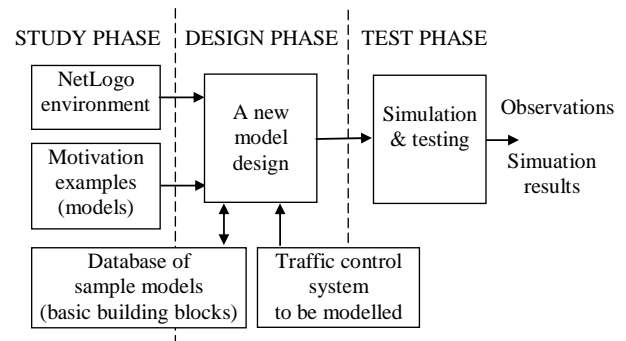 STUDY PHASE
DESIGN PHASE
TEST PHASE
NetLogo
environment
Motivation
examples
(models)
A new
model
design
Simulation
& testing
Observations
Simuation
results
Database of
sample models
(basic building blocks)
Traffic control
system
to be modelled